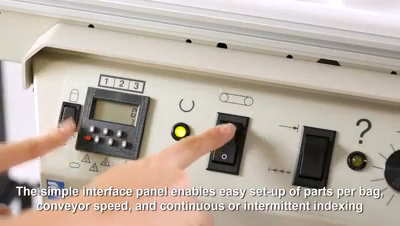 1 2 3
0
?
The simple interface panel enables easy set-up of parts per bag,
conveyor speed, and continuous or intermittent indexing